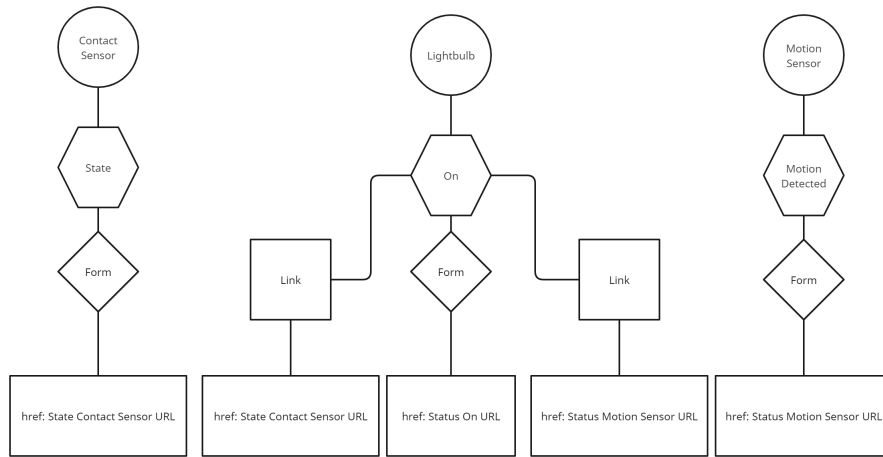 Contact
Sensor
Lightbulb
Motion
Sensor
State
On
Motion
Detected
Form
Link
Form
Link
Form
href: State Contact Sensor URL
href: State Contact Sensor URL
href: Status On URL
href: Status Motion Sensor URL
href: Status Motion Sensor URL